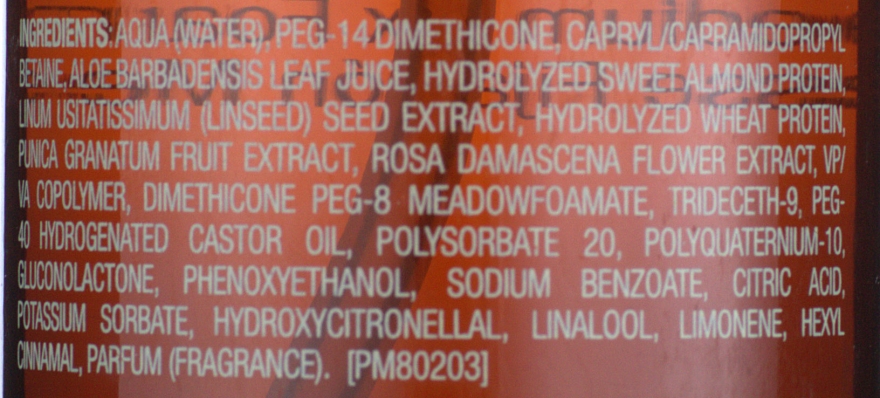 INGREDIENTS: AQUA (WATER), PEG-14 DIMETHICONE, CAPRYL/CAPRAMIDOPROPYL
BETAINE, ALOE BARBADENSIS LEAF JUICE, HYDROLYZED SWEET ALMOND PROTEIN,
LINUM USITATISSIMUM (LINSEED) SEED EXTRACT, HYDROLYZED WHEAT PROTEIN,
PUNICA GRANATUM FRUIT EXTRACT, ROSA DAMASCENA FLOWER EXTRACT, VP/
VA COPOLYMER, DIMETHICONE PEG-8 MEADOWFOAMATE, TRIDECETH-9, PEG-
40 HYDROGENATED CASTOR OIL, POLYSORBATE 20, POLYQUATERNIUM-10,
GLUCONOLACTONE, PHENOXYETHANOL, SODIUM BENZOATE, CITRIC ACID,
POTASSIUM SORBATE, HYDROXYCITRONELLAL, LINALOOL, LIMONENE, HEXYL
CINNAMAL, PARFUM (FRAGRANCE). [PM80203]